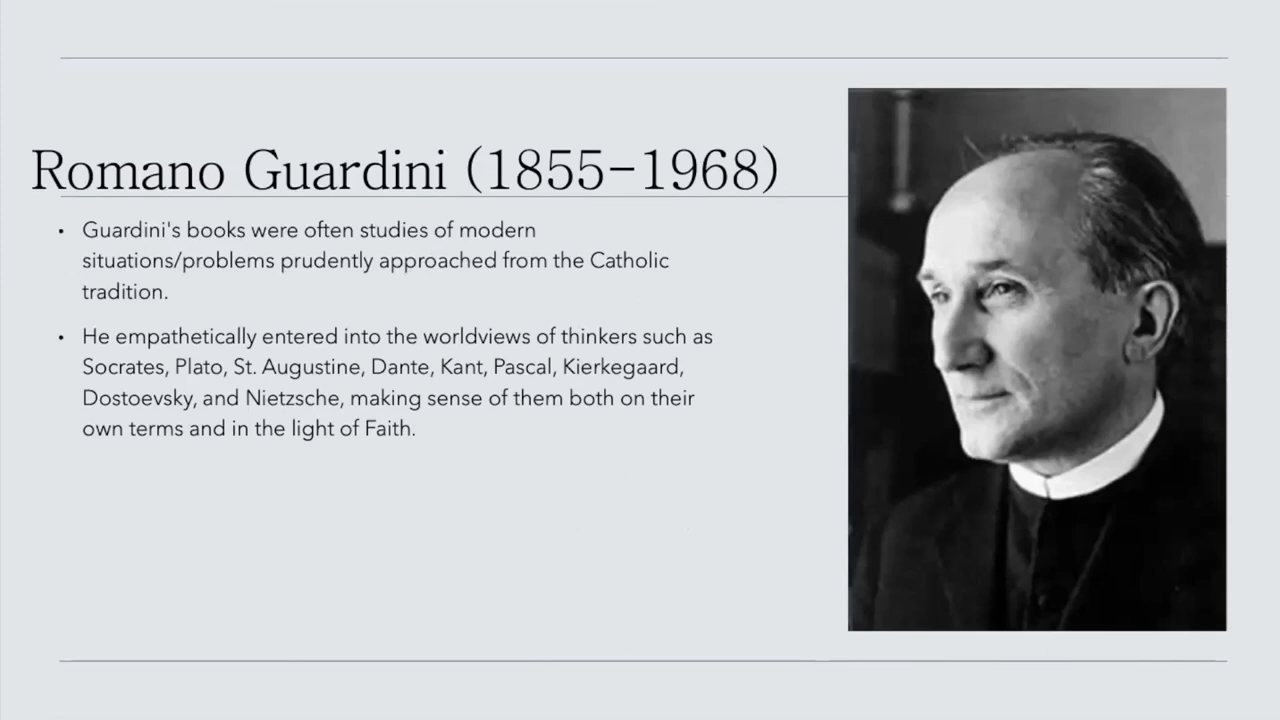 Romano Guardini (1855-1968)
• Guardini's books were often studies of modern
situations/problems prudently approached from the Catholic
tradition.
• He empathetically entered into the worldviews of thinkers such as
Socrates, Plato, St. Augustine, Dante, Kant, Pascal, Kierkegaard,
Dostoevsky, and Nietzsche, making sense of them both on their
own terms and in the light of Faith.